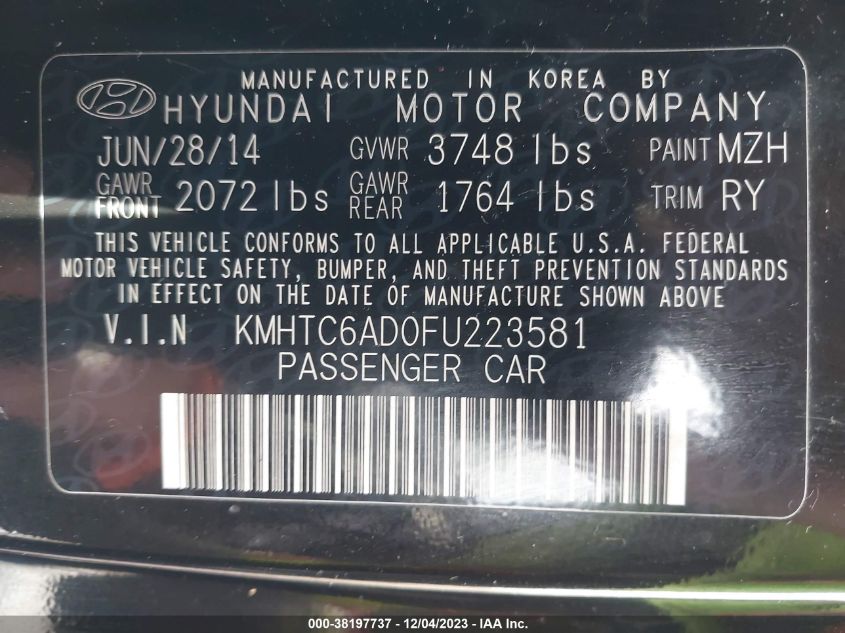 MANUFACTURED IN KOREA BY
HYUNDAI MOTOR COMPANY
JUN/28/14 GVWR 3748 lbs PAINT MZH
GAWR FRONT 2072 lbs GAWR REAR 1764 lbs TRIM RY
THIS VEHICLE CONFORMS TO ALL APPLICABLE U.S.A. FEDERAL
MOTOR VEHICLE SAFETY, BUMPER, AND THEFT PREVENTION STANDARDS
IN EFFECT ON THE DATE OF MANUFACTURE SHOWN ABOVE
V.I.N KMHTC6AD0FU223581
PASSENGER CAR
000-38197737 - 12/04/2023 - IAA Inc.